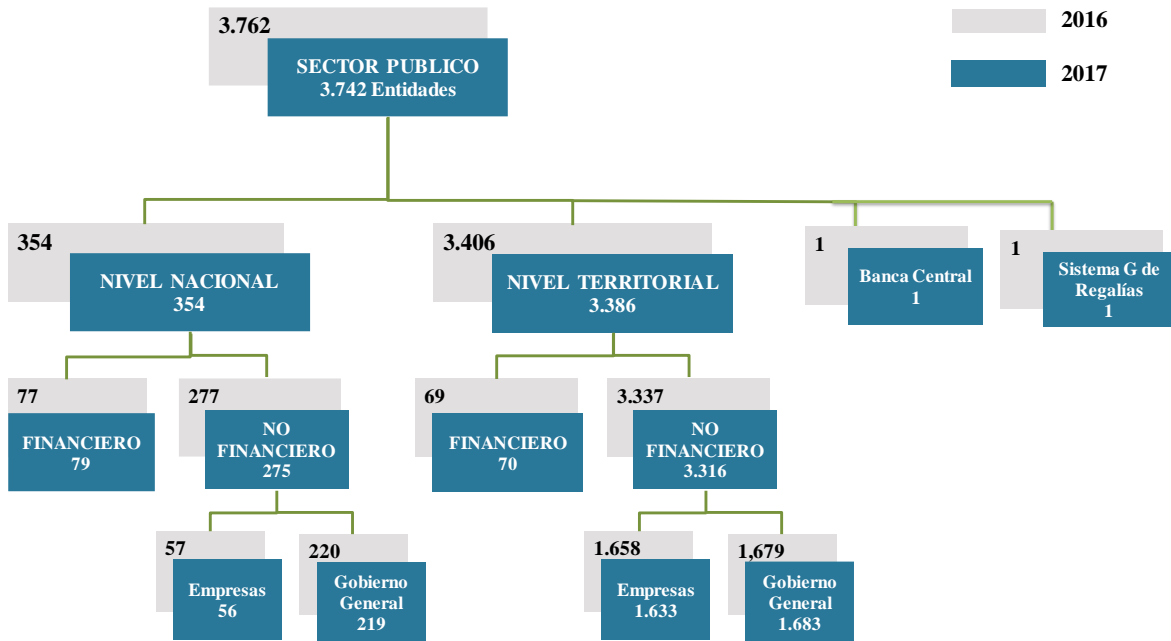 2016
2017
3.762
SECTOR PUBLICO
3.742 Entidades
354
NIVEL NACIONAL
354
3.406
NIVEL TERRITORIAL
3.386
1
Banca Central
1
1
Sistema G de
Regalías
1
77
FINANCIERO
79
277
NO
FINANCIERO
275
69
FINANCIERO
70
3.337
NO
FINANCIERO
3.316
57
Empresas
56
220
Gobierno
General
219
1.658
Empresas
1.633
1,679
Gobierno
General
1.683